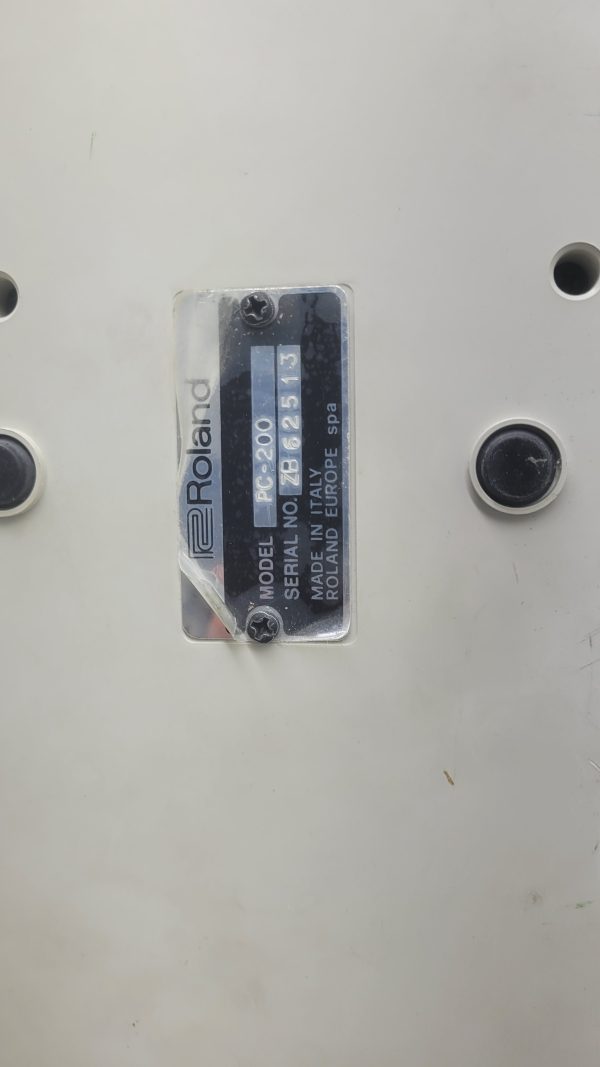 Roland
MODEL PC-200
SERIAL NO. ZB62513
MADE IN ITALY
ROLAND EUROPE spa